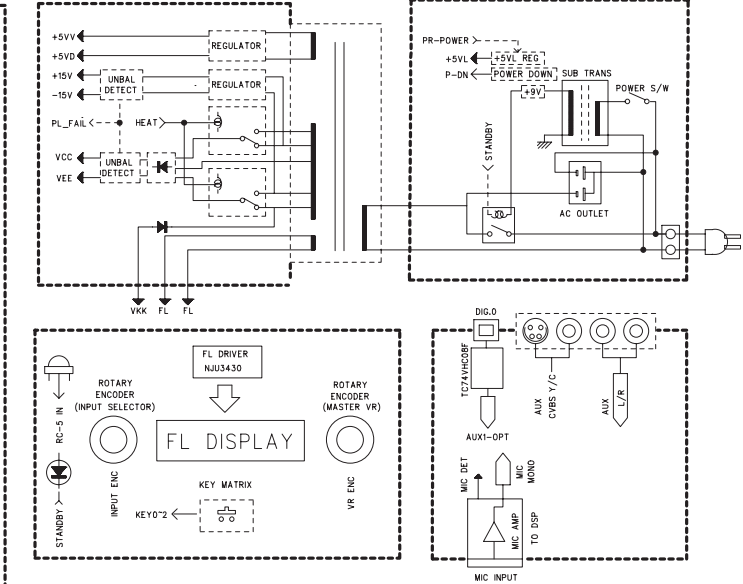 +5VV
+5VD
REGULATOR
+15V
-15V
UNBAL
DETECT
REGULATOR
PL_FAIL
HEAT
VCC
VEE
UNBAL
DETECT
VKK
FL
FL
PR-POWER
+5VL
+5VL REG
P-DN
POWER DOWN
SUB TRANS
+9V
POWER S/W
STANDBY
AC OUTLET
RC-5 IN
STANDBY
ROTARY
ENCODER
(INPUT SELECTOR)
INPUT ENC
FL DRIVER
NJU3430
FL DISPLAY
KEY MATRIX
KEY0~2
ROTARY
ENCODER
(MASTER VR)
VR ENC
DIG.0
TC74VHC08F
AUX1-OPT
AUX
CVBS Y/C
AUX
L/R
MIC DET
MIC
MONO
MIC AMP
TO DSP
MIC INPUT